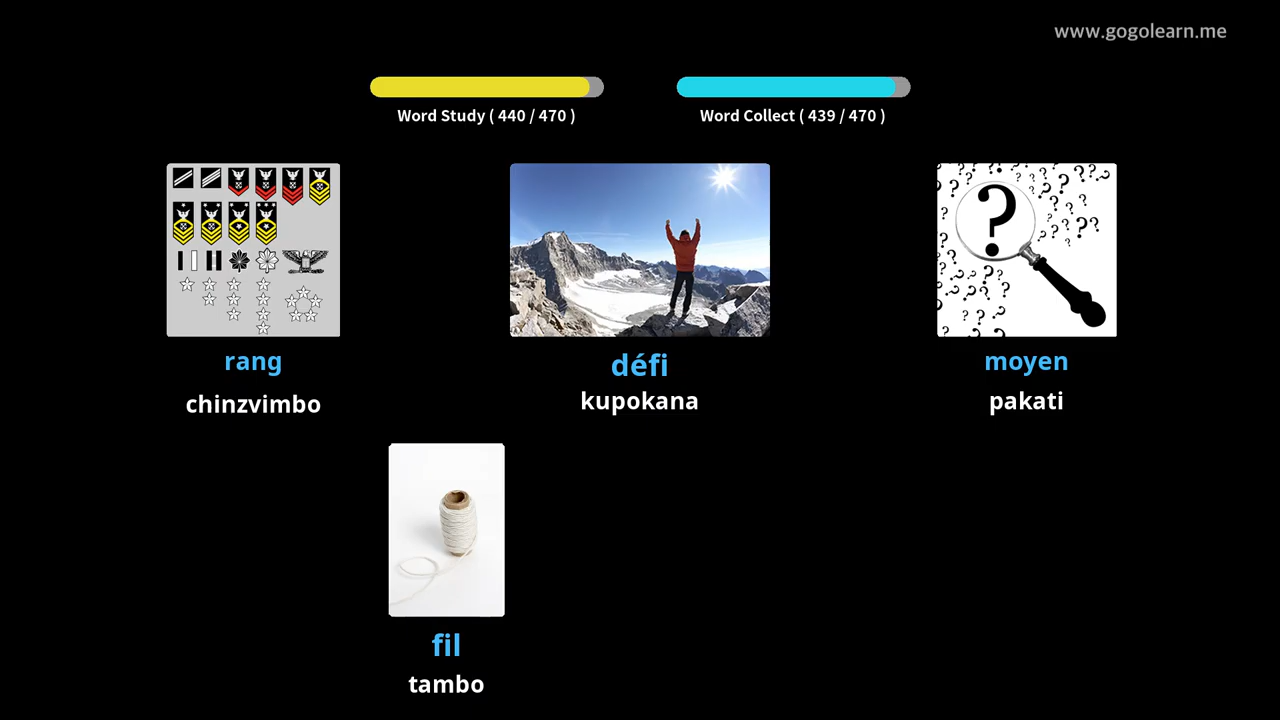 www.gogolearn.me
Word Study ( 440 / 470 )
Word Collect ( 439 / 470 )
rang
défi
moyen
chinzvimbo
kupokana
pakati
fil
tambo